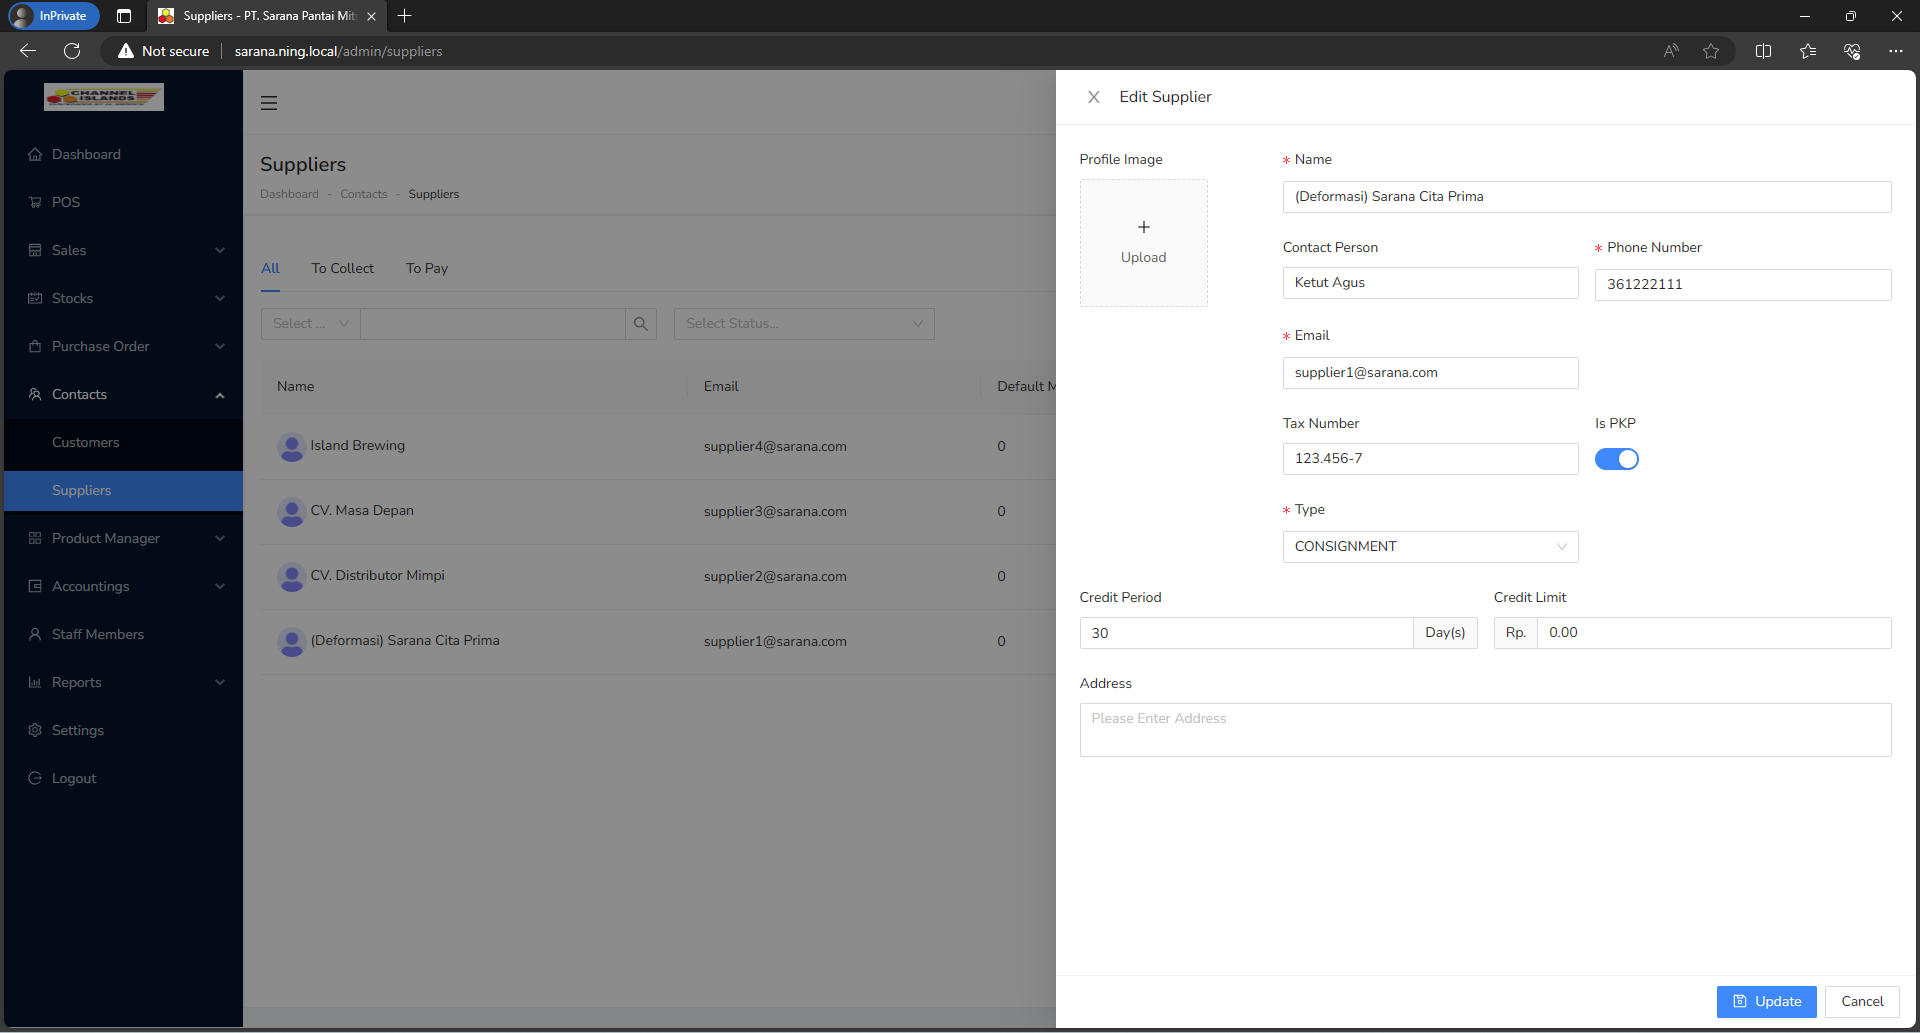 InPrivate
Suppliers - PT. Sarana Pantai Mit
Not secure
sarana.ning.local/admin/suppliers
CHANNEL
ISLANDS
Dashboard
POS
Sales
Stocks
Purchase Order
Contacts
Customers
Suppliers
Product Manager
Accountings
Staff Members
Reports
Settings
Logout
Suppliers
Dashboard - Contacts - Suppliers
All To Collect To Pay
Select ... Select Status...
Name Email Default M
Island Brewing supplier4@sarana.com 0
CV. Masa Depan supplier3@sarana.com 0
CV. Distributor Mimpi supplier2@sarana.com 0
(Deformasi) Sarana Cita Prima supplier1@sarana.com 0
Edit Supplier
Profile Image
Upload
* Name
(Deformasi) Sarana Cita Prima
Contact Person * Phone Number
Ketut Agus 361222111
* Email
supplier1@sarana.com
Tax Number Is PKP
123.456-7
* Type
CONSIGNMENT
Credit Period Credit Limit
30 Day(s) Rp. 0.00
Address
Please Enter Address
Update Cancel